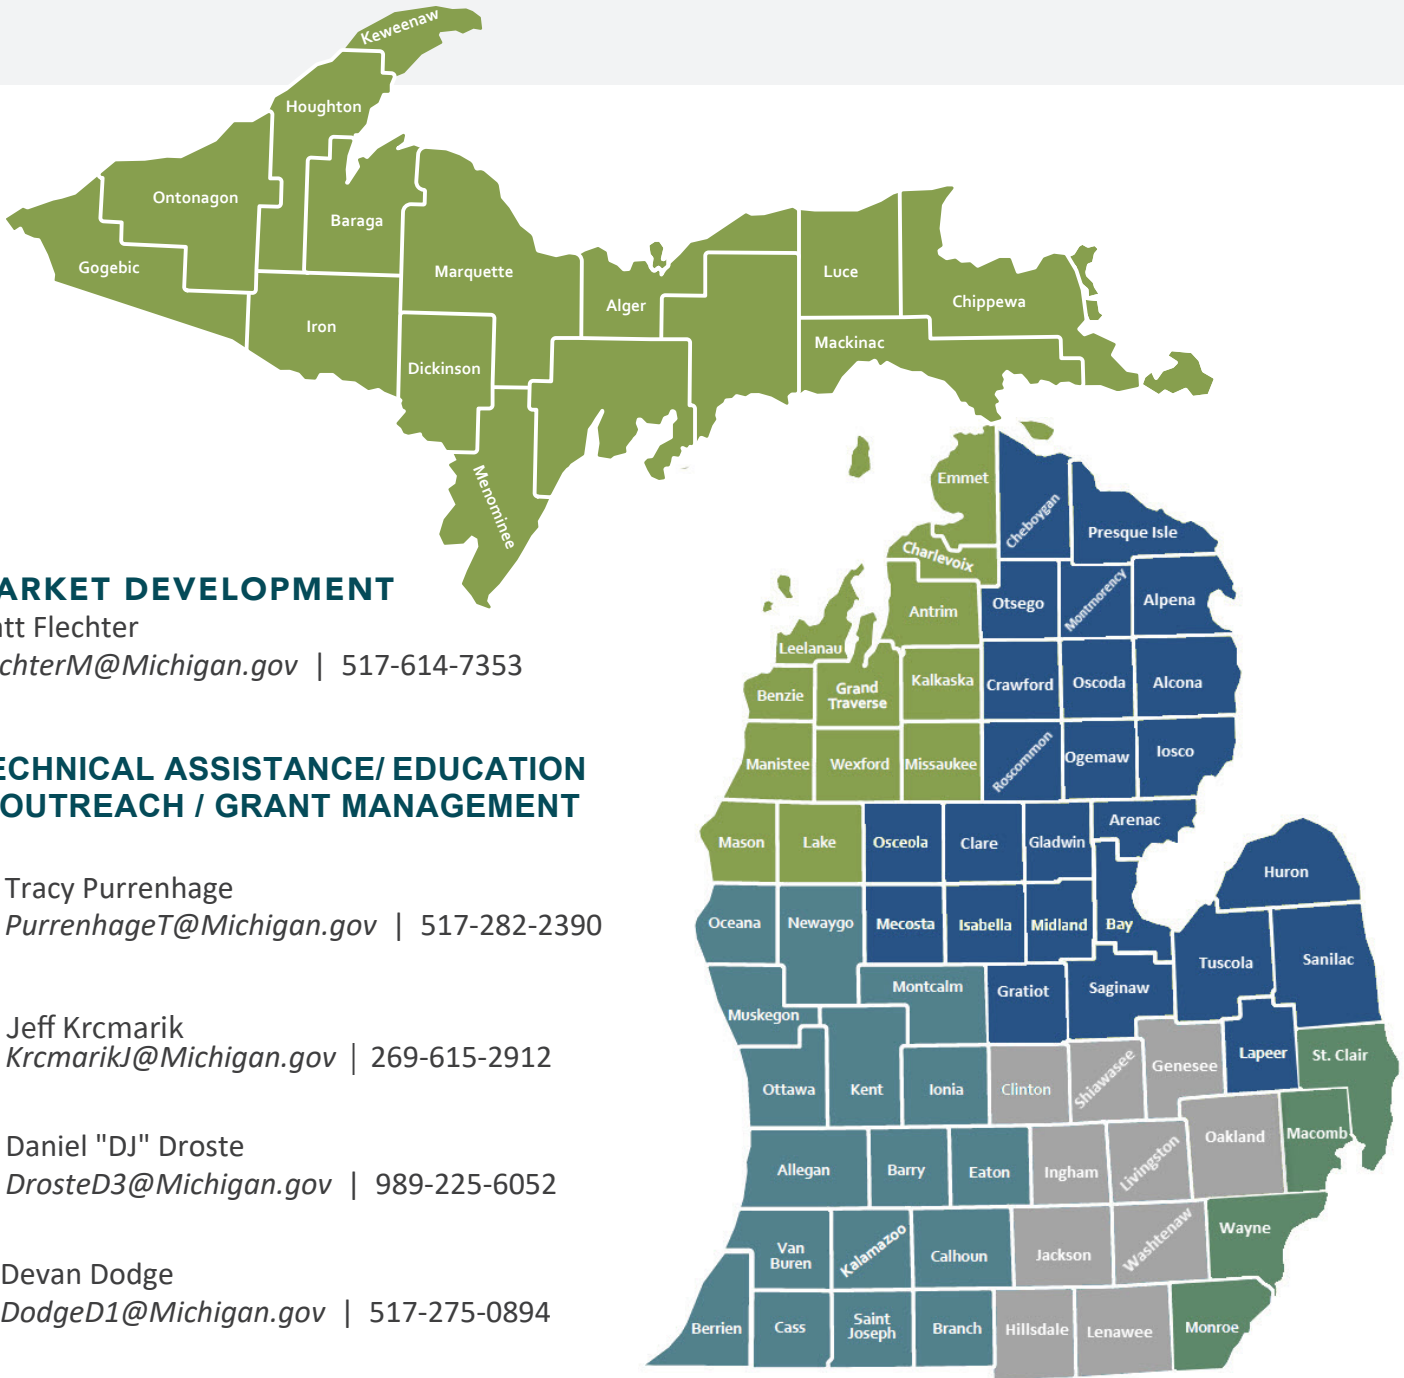 Keweenaw
Houghton
Ontonagon
Baraga
Gogebic
Marquette
Luce
Alger
Chippewa
Iron
Mackinac
Dickinson
Menominee
Emmet
Cheboygan
Presque Isle
Charlevoix
Otsego
Montmorency
Alpena
Antrim
Leelanau
Benzie
Grand
Traverse
Kalkaska
Crawford
Oscoda
Alcona
Manistee
Wexford
Missaukee
Roscommon
Ogemaw
Iosco
Mason
Lake
Osceola
Clare
Gladwin
Arenac
Huron
Oceana
Newaygo
Mecosta
Isabella
Midland
Bay
Tuscola
Sanilac
Muskegon
Montcalm
Gratiot
Saginaw
Ottawa
Kent
Ionia
Clinton
Shiawasee
Genesee
Lapeer
St. Clair
Allegan
Barry
Eaton
Ingham
Livingston
Oakland
Macomb
Van
Buren
Kalamazoo
Calhoun
Jackson
Washtenaw
Wayne
Berrien
Cass
Saint
Joseph
Branch
Hillsdale
Lenawee
Monroe
ARKET DEVELOPMENT
tt Flechter
chterM@Michigan.gov | 517-614-7353
ECHNICAL ASSISTANCE/ EDUCATION
OUTREACH / GRANT MANAGEMENT
Tracy Purrenhage
PurrenhageT@Michigan.gov | 517-282-2390
Jeff Krcmarik
KrcmarikJ@Michigan.gov | 269-615-2912
Daniel "DJ" Droste
DrosteD3@Michigan.gov | 989-225-6052
Devan Dodge
DodgeD1@Michigan.gov | 517-275-0894